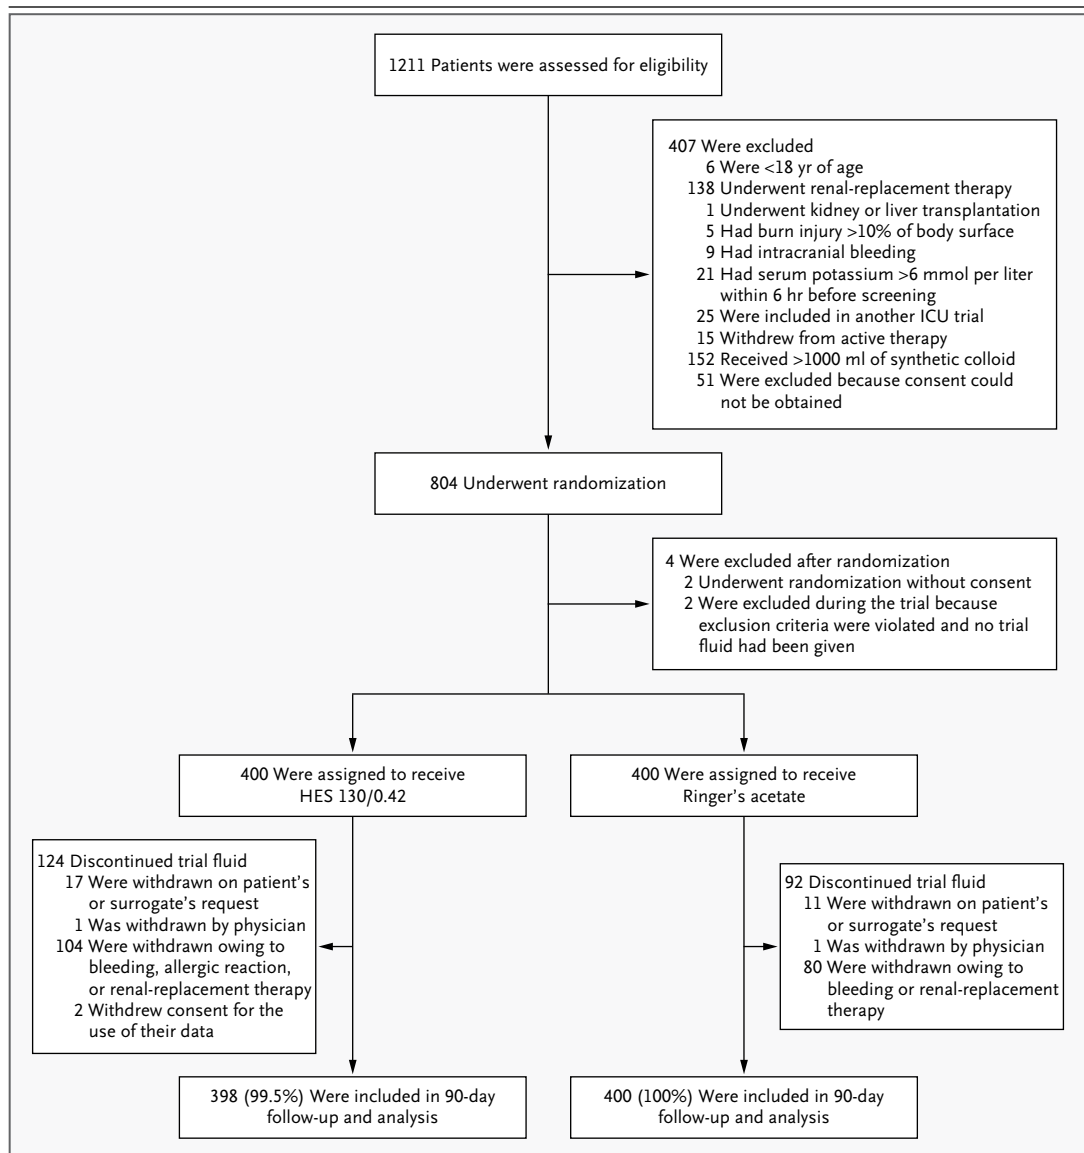 1211 Patients were assessed for eligibility
407 Were excluded
6 Were <18 yr of age
138 Underwent renal-replacement therapy
1 Underwent kidney or liver transplantation
5 Had burn injury >10% of body surface
9 Had intracranial bleeding
21 Had serum potassium >6 mmol per liter
within 6 hr before screening
25 Were included in another ICU trial
15 Withdrew from active therapy
152 Received >1000 ml of synthetic colloid
51 Were excluded because consent could
not be obtained
804 Underwent randomization
4 Were excluded after randomization
2 Underwent randomization without consent
2 Were excluded during the trial because
exclusion criteria were violated and no trial
fluid had been given
400 Were assigned to receive
HES 130/0.42
400 Were assigned to receive
Ringer's acetate
124 Discontinued trial fluid
17 Were withdrawn on patient's
or surrogate's request
1 Was withdrawn by physician
104 Were withdrawn owing to
bleeding, allergic reaction,
or renal-replacement therapy
2 Withdrew consent for the
use of their data
92 Discontinued trial fluid
11 Were withdrawn on patient's
or surrogate's request
1 Was withdrawn by physician
80 Were withdrawn owing to
bleeding or renal-replacement
therapy
398 (99.5%) Were included in 90-day
follow-up and analysis
400 (100%) Were included in 90-day
follow-up and analysis